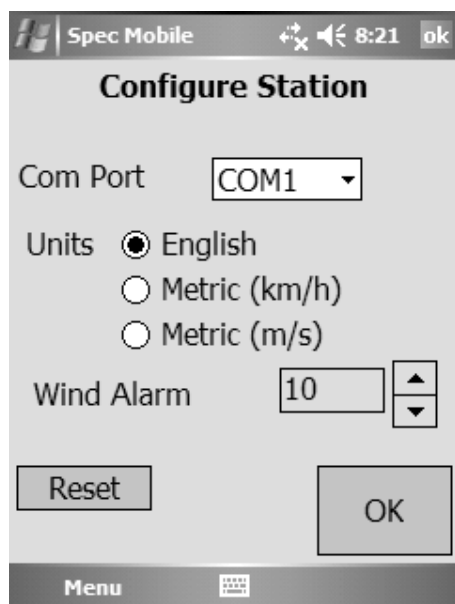 Spec Mobile 8:21 ok
Configure Station
Com Port COM1
Units English
Metric (km/h)
Metric (m/s)
Wind Alarm 10
Reset
OK
Menu